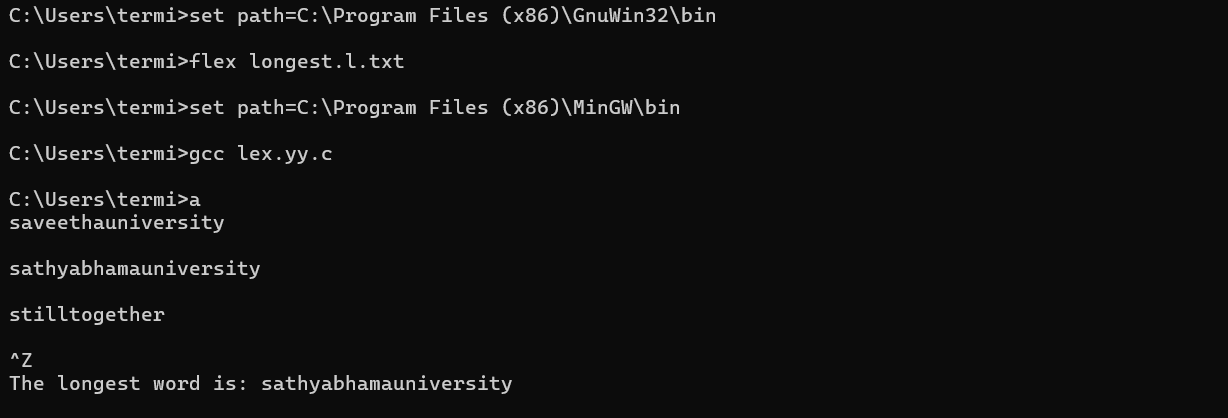 C:\Users\termi>set path=C:\Program Files (x86)\GnuWin32\bin
C:\Users\termi>flex longest.l.txt
C:\Users\termi>set path=C:\Program Files (x86)\MinGW\bin
C:\Users\termi>gcc lex.yy.c
C:\Users\termi>a
saveethauniversity
sathyabhamauniversity
stilltogether
^Z
The longest word is: sathyabhamauniversity